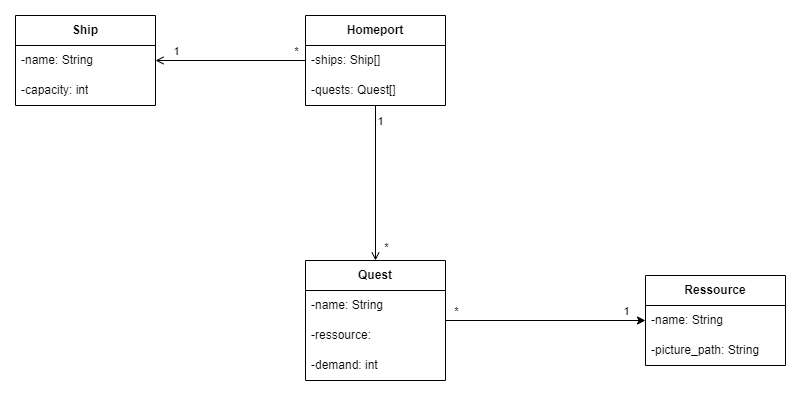 Ship
-name: String
-capacity: int
1
*
Homeport
-ships: Ship[]
-quests: Quest[]
1
*
Quest
-name: String
-ressource:
-demand: int
*
1
Ressource
-name: String
-picture_path: String